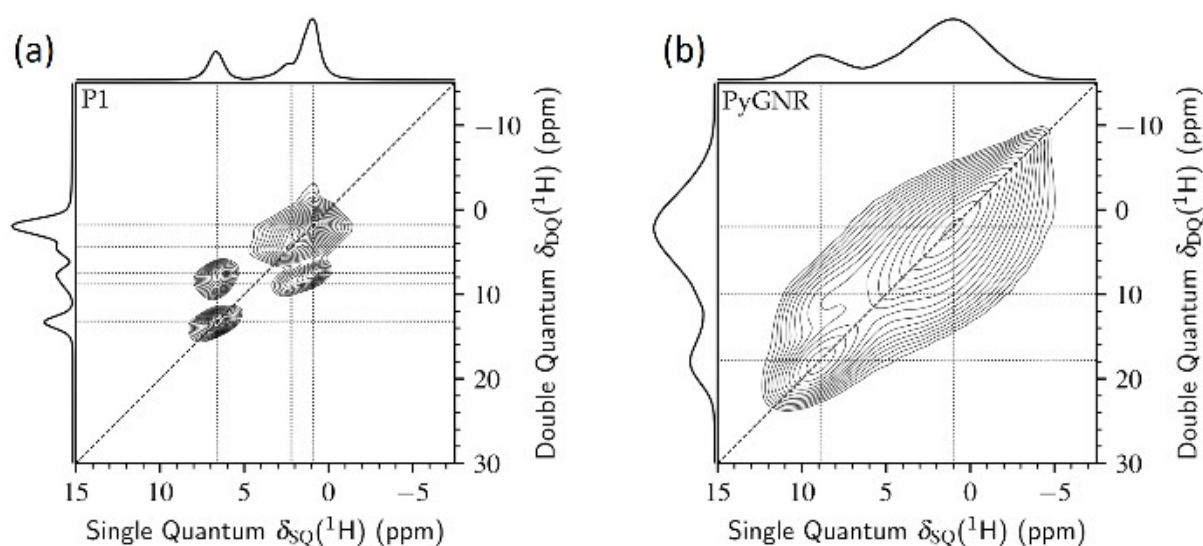 (a)
P1
-10
0
10
20
30
Double Quantum δDQ(¹H) (ppm)
15 10 5 0 -5
Single Quantum δSQ(¹H) (ppm)
(b)
PyGNR
-10
0
10
20
30
Double Quantum δDQ(¹H) (ppm)
15 10 5 0 -5
Single Quantum δSQ(¹H) (ppm)